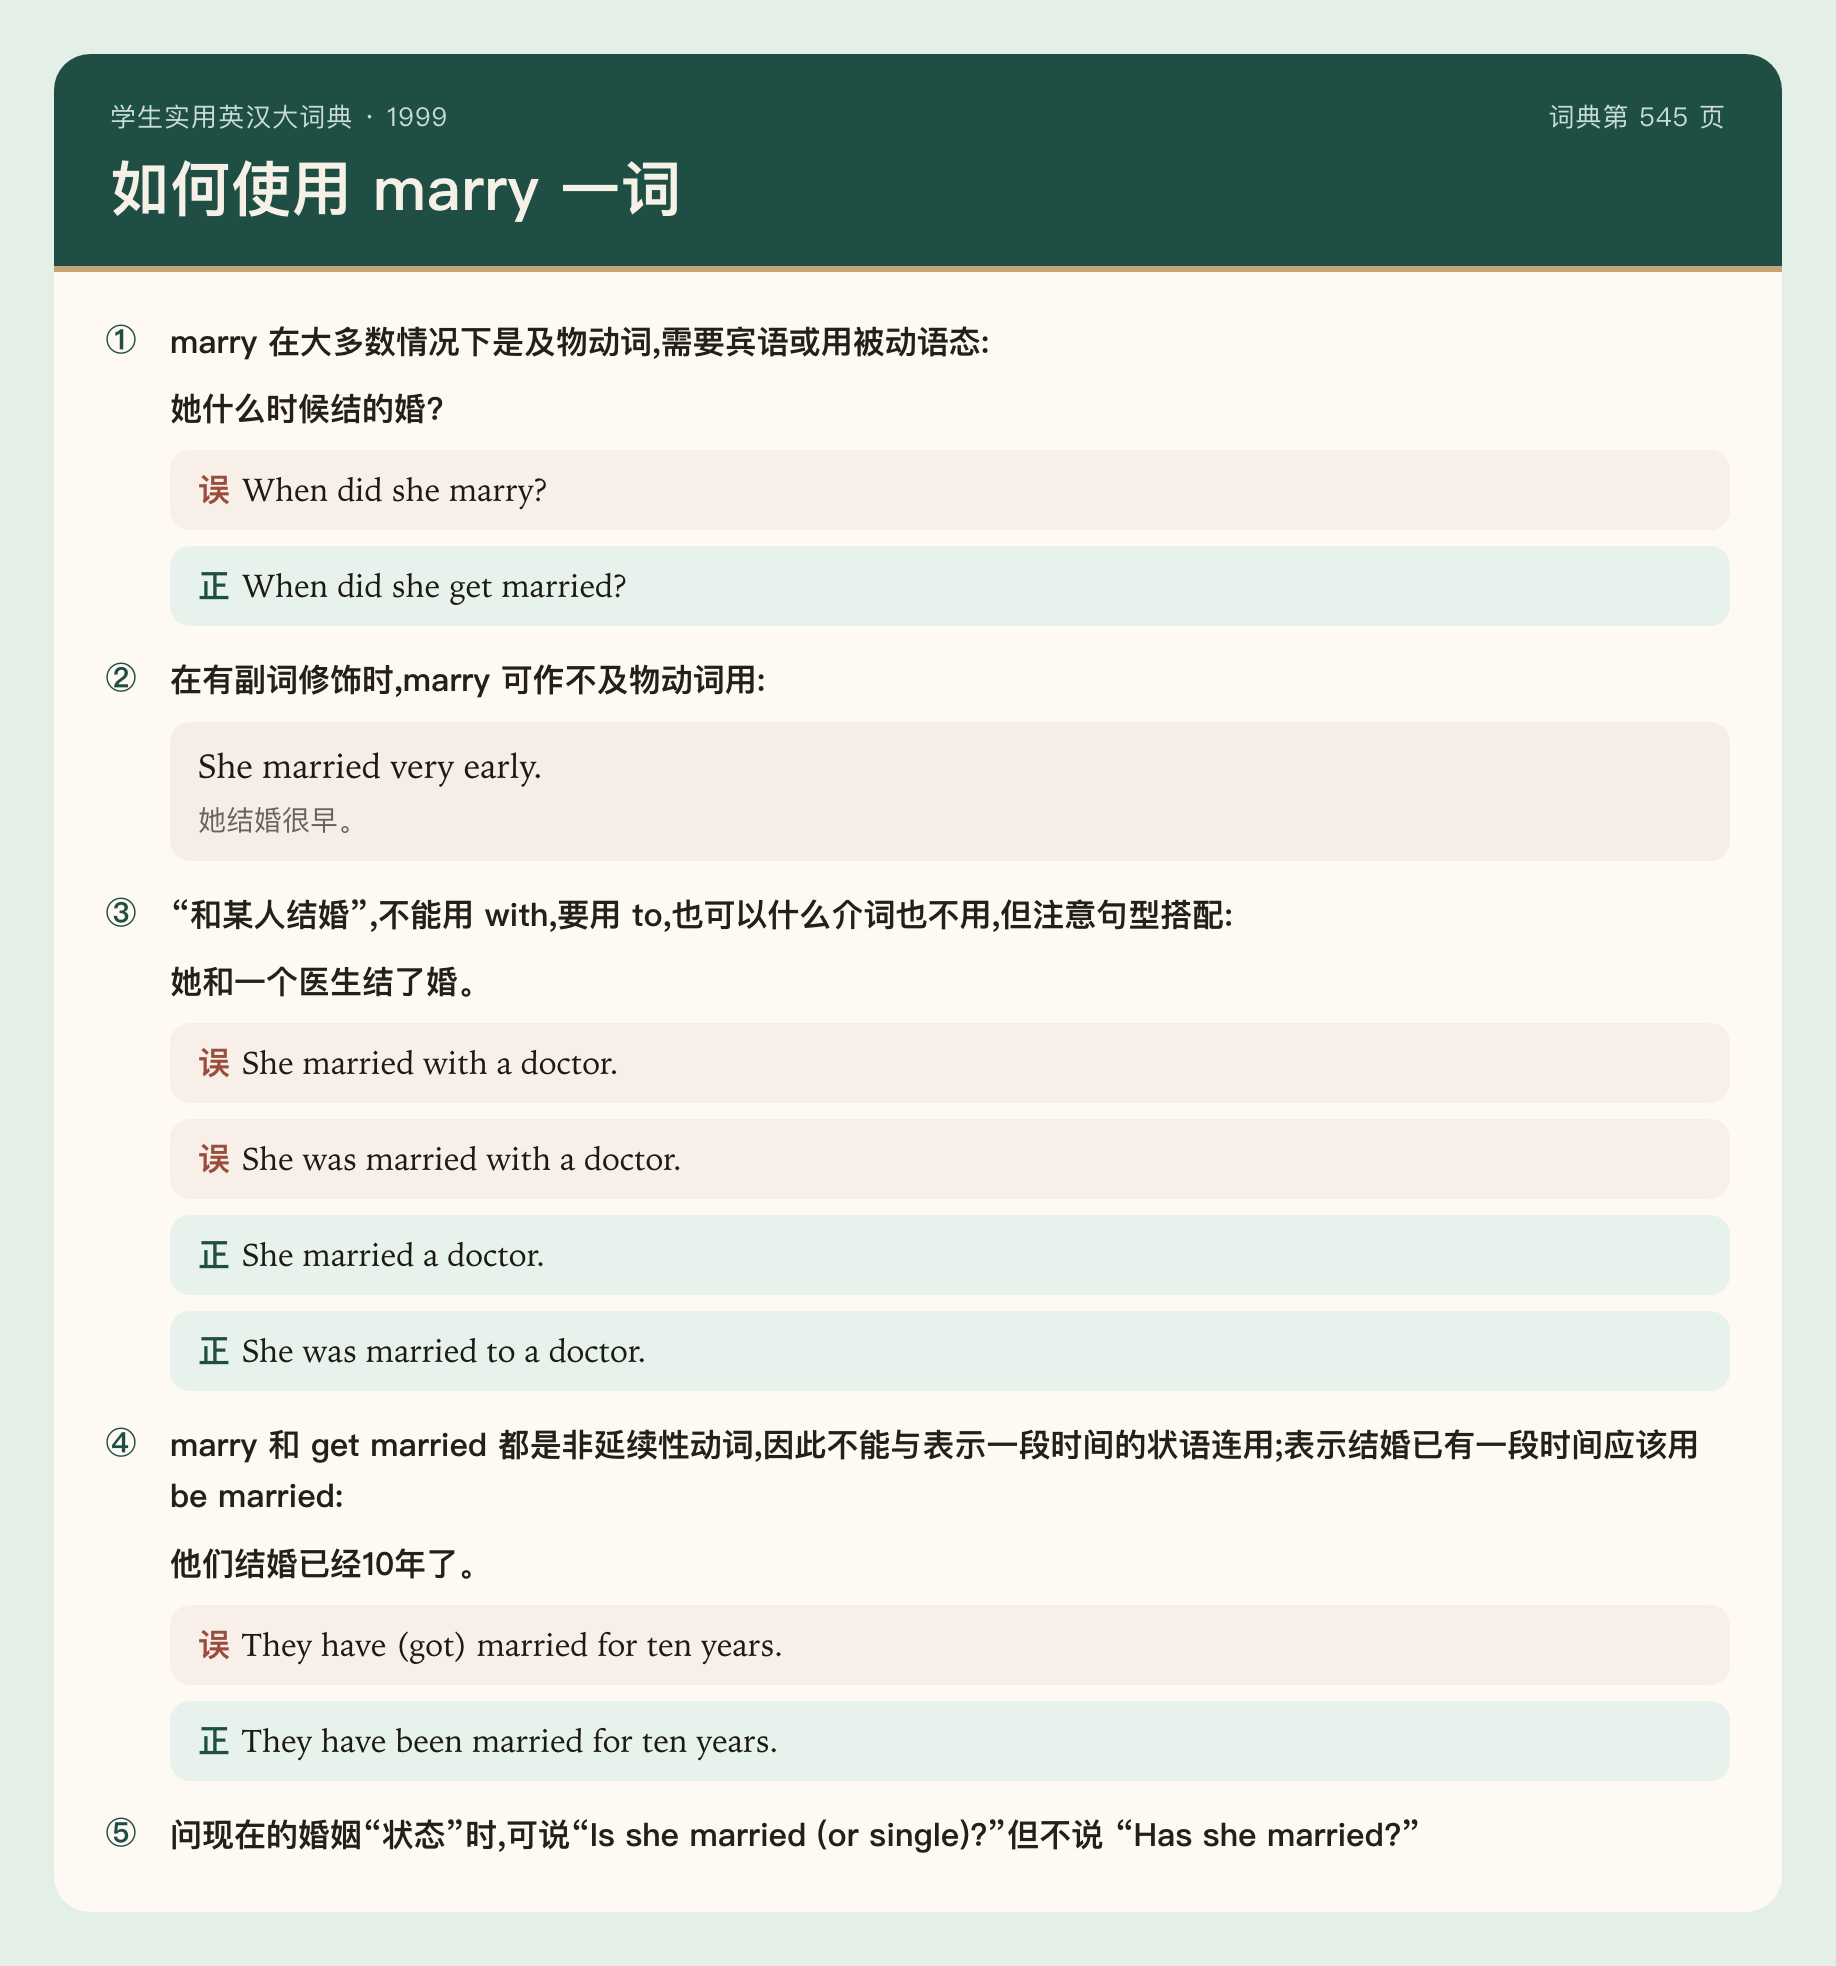 学生实用英汉大词典 · 1999
词典第 545 页
如何使用 marry 一词
① marry 在大多数情况下是及物动词,需要宾语或用被动语态:
她什么时候结的婚?
误 When did she marry?
正 When did she get married?
② 在有副词修饰时,marry 可作不及物动词用:
She married very early.
她结婚很早。
③ “和某人结婚”,不能用 with,要用 to,也可以什么介词也不用,但注意句型搭配:
她和一个医生结了婚。
误 She married with a doctor.
误 She was married with a doctor.
正 She married a doctor.
正 She was married to a doctor.
④ marry 和 get married 都是非延续性动词,因此不能与表示一段时间的状语连用;表示结婚已有一段时间应该用
be married:
他们结婚已经10年了。
误 They have (got) married for ten years.
正 They have been married for ten years.
⑤ 问现在的婚姻“状态”时,可说“Is she married (or single)?”但不说 “Has she married?”